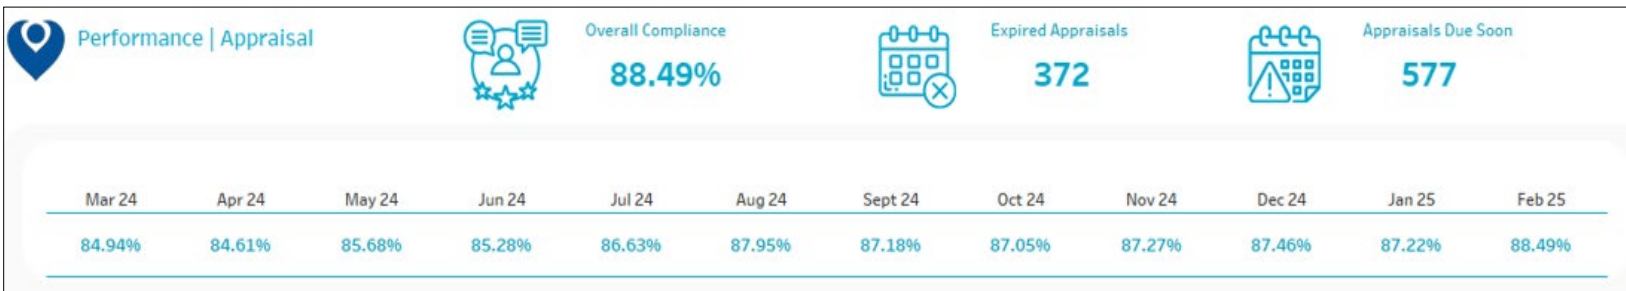 Performance | Appraisal
Overall Compliance
88.49%
Expired Appraisals
372
Appraisals Due Soon
577
Mar 24 Apr 24 May 24 Jun 24 Jul 24 Aug 24 Sept 24 Oct 24 Nov 24 Dec 24 Jan 25 Feb 25
84.94% 84.61% 85.68% 85.28% 86.63% 87.95% 87.18% 87.05% 87.27% 87.46% 87.22% 88.49%